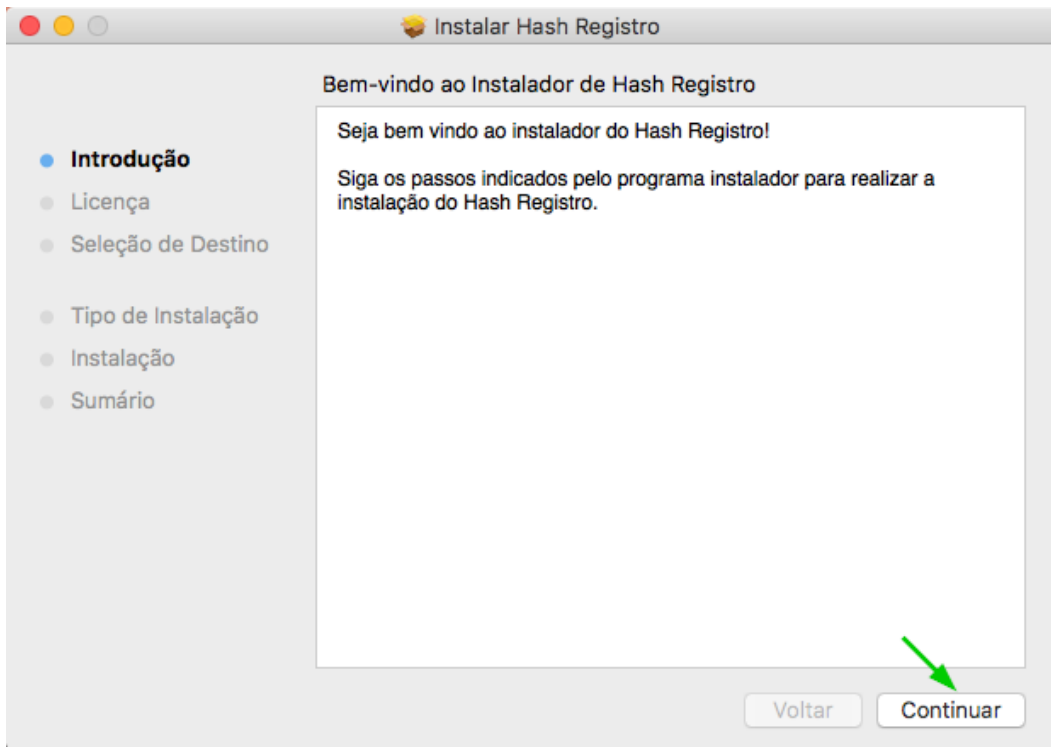 Instalar Hash Registro
Bem-vindo ao Instalador de Hash Registro
Introdução
Licença
Seleção de Destino
Tipo de Instalação
Instalação
Sumário
Seja bem vindo ao instalador do Hash Registro!
Siga os passos indicados pelo programa instalador para realizar a
instalação do Hash Registro.
Voltar
Continuar